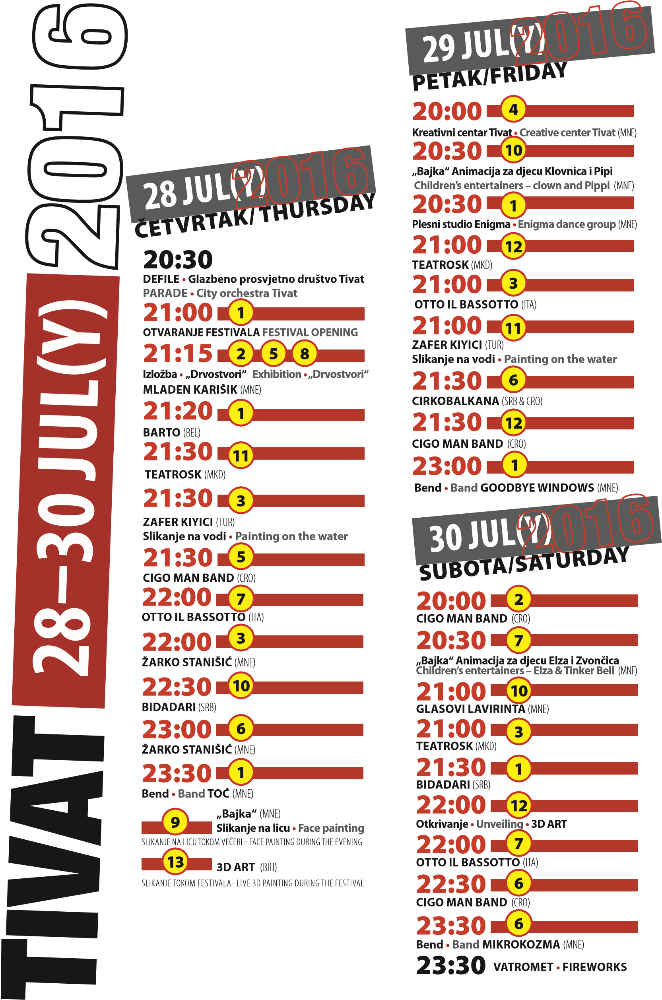 TIVAT 28–30 JUL(Y) 2016
28 JUL(Y) 2016
ČETVRTAK/THURSDAY
20:30
DEFILE • Glazbeno prosvjetno društvo Tivat
PARADE • City orchestra Tivat
21:00 1
OTVARANJE FESTIVALA FESTIVAL OPENING
21:15 2 5 8
Izložba • „Drvostvori“ Exhibition • „Drvostvori“
MLADEN KARIŠIK (MNE)
21:20 1
BARTO (BEL)
21:30 11
TEATROSK (MKD)
21:30 3
ZAFER KIYICI (TUR)
Slikanje na vodi • Painting on the water
21:30 5
CIGO MAN BAND (CRO)
22:00 7
OTTO IL BASSOTTO (ITA)
22:00 3
ŽARKO STANIŠIĆ (MNE)
22:30 10
BIDADARI (SRB)
23:00 6
ŽARKO STANIŠIĆ (MNE)
23:30 1
Bend • Band TOĆ (MNE)
9 „Bajka“ (MNE)
Slikanje na licu • Face painting
SLIKANJE NA LICU TOKOM VEČERI - FACE PAINTING DURING THE EVENING
13 3D ART (BIH)
SLIKANJE TOKOM FESTIVALA- LIVE 3D PAINTING DURING THE FESTIVAL
29 JUL(Y) 2016
PETAK/FRIDAY
20:00 4
Kreativni centar Tivat • Creative center Tivat (MNE)
20:30 10
„Bajka“ Animacija za djecu Klovnica i Pipi
Children’s entertainers – clown and Pippi (MNE)
20:30 1
Plesni studio Enigma • Enigma dance group (MNE)
21:00 12
TEATROSK (MKD)
21:00 3
OTTO IL BASSOTTO (ITA)
21:00 11
ZAFER KIYICI (TUR)
Slikanje na vodi • Painting on the water
21:30 6
CIRKOBALKANA (SRB & CRO)
21:30 12
CIGO MAN BAND (CRO)
23:00 1
Bend • Band GOODBYE WINDOWS (MNE)
30 JUL(Y) 2016
SUBOTA/SATURDAY
20:00 2
CIGO MAN BAND (CRO)
20:30 7
„Bajka“ Animacija za djecu Elza i Zvončica
Children’s entertainers – Elza & Tinker Bell (MNE)
21:00 10
GLASOVI LAVIRINTA (MNE)
21:00 3
TEATROSK (MKD)
21:30 1
BIDADARI (SRB)
22:00 12
Otkrivanje • Unveiling • 3D ART
22:00 7
OTTO IL BASSOTTO (ITA)
22:30 6
CIGO MAN BAND (CRO)
23:30 6
Bend • Band MIKROKOZMA (MNE)
23:30 VATROMET • FIREWORKS